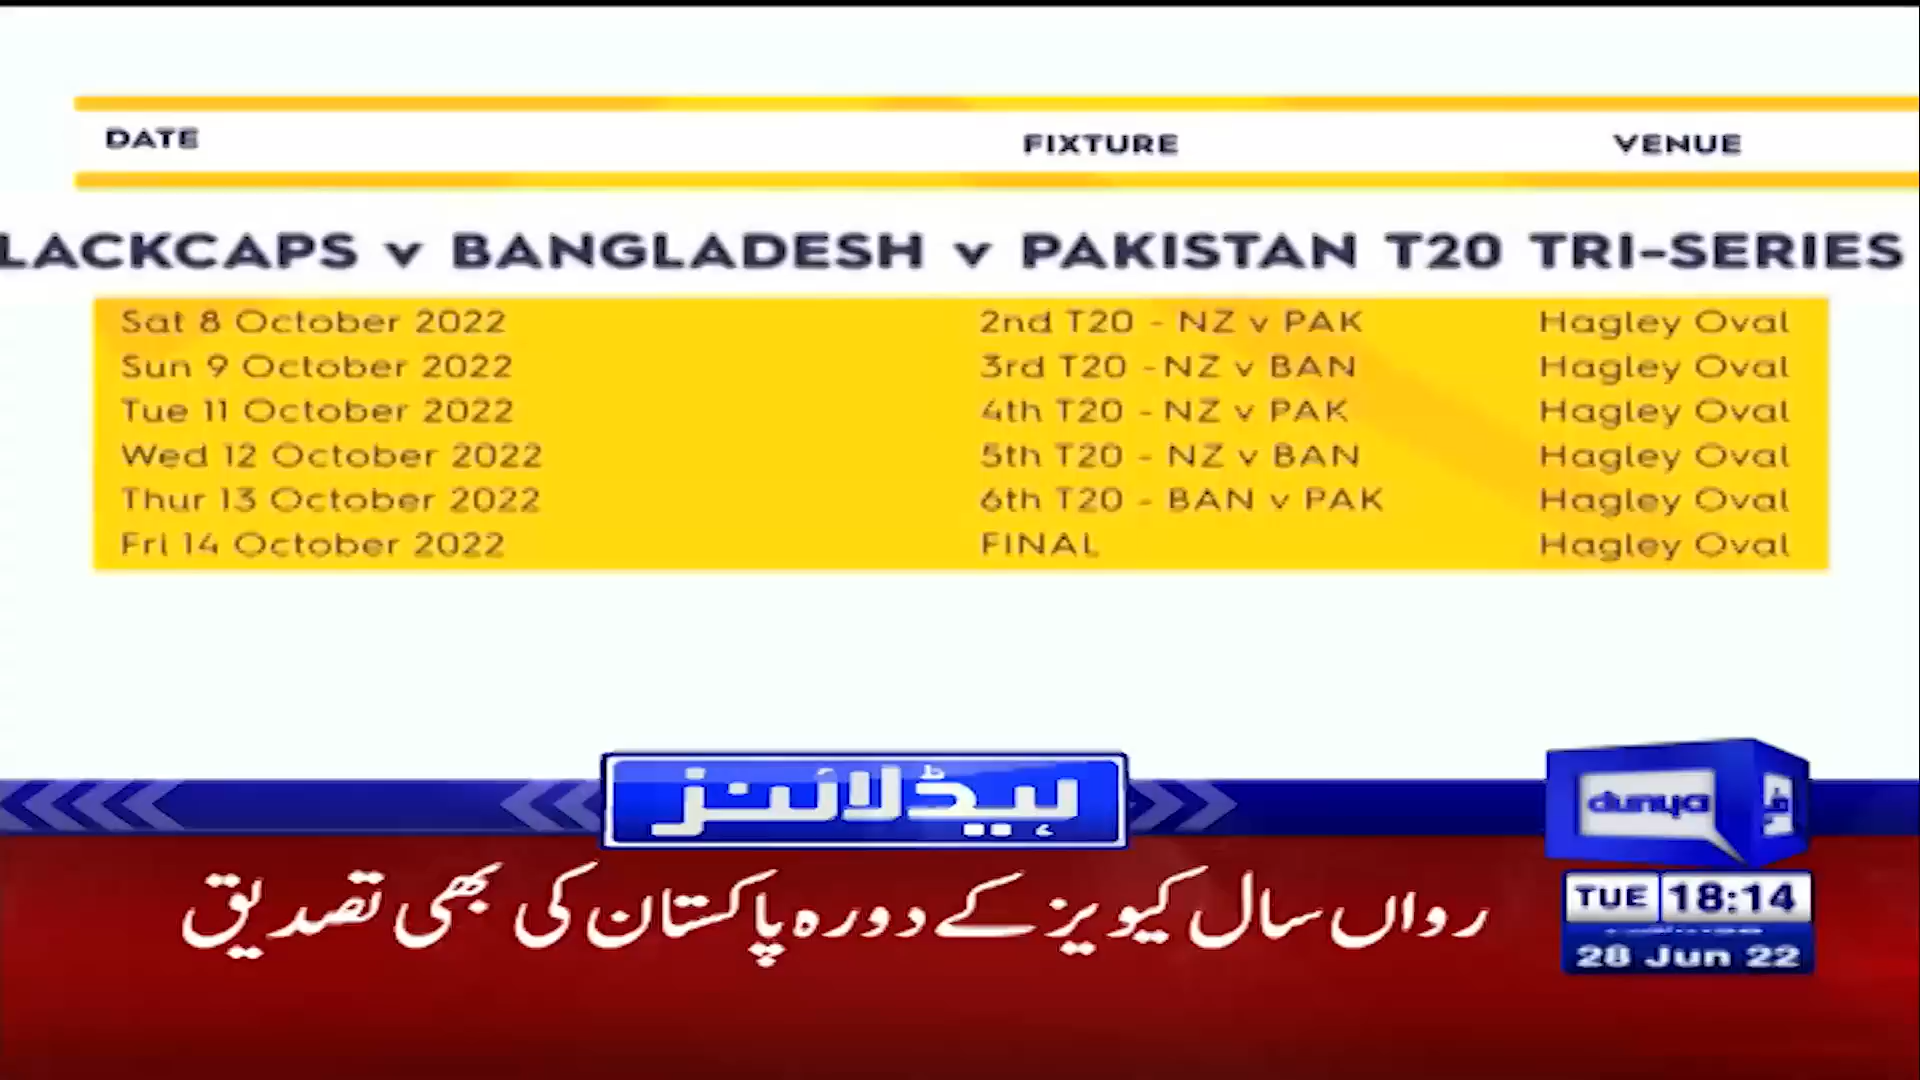 DATE FIXTURE VENUE
LACKCAPS v BANGLADESH v PAKISTAN T20 TRI-SERIES
Sat 8 October 2022 2nd T20 - NZ v PAK Hagley Oval
Sun 9 October 2022 3rd T20 -NZ v BAN Hagley Oval
Tue 11 October 2022 4th T20 - NZ v PAK Hagley Oval
Wed 12 October 2022 5th T20 - NZ v BAN Hagley Oval
Thur 13 October 2022 6th T20 - BAN v PAK Hagley Oval
Fri 14 October 2022 FINAL Hagley Oval
ہیڈلائنز
dunya
رواں سال کیویز کے دورہ پاکستان کی بھی تصدیق
TUE 18:14
28 Jun 22